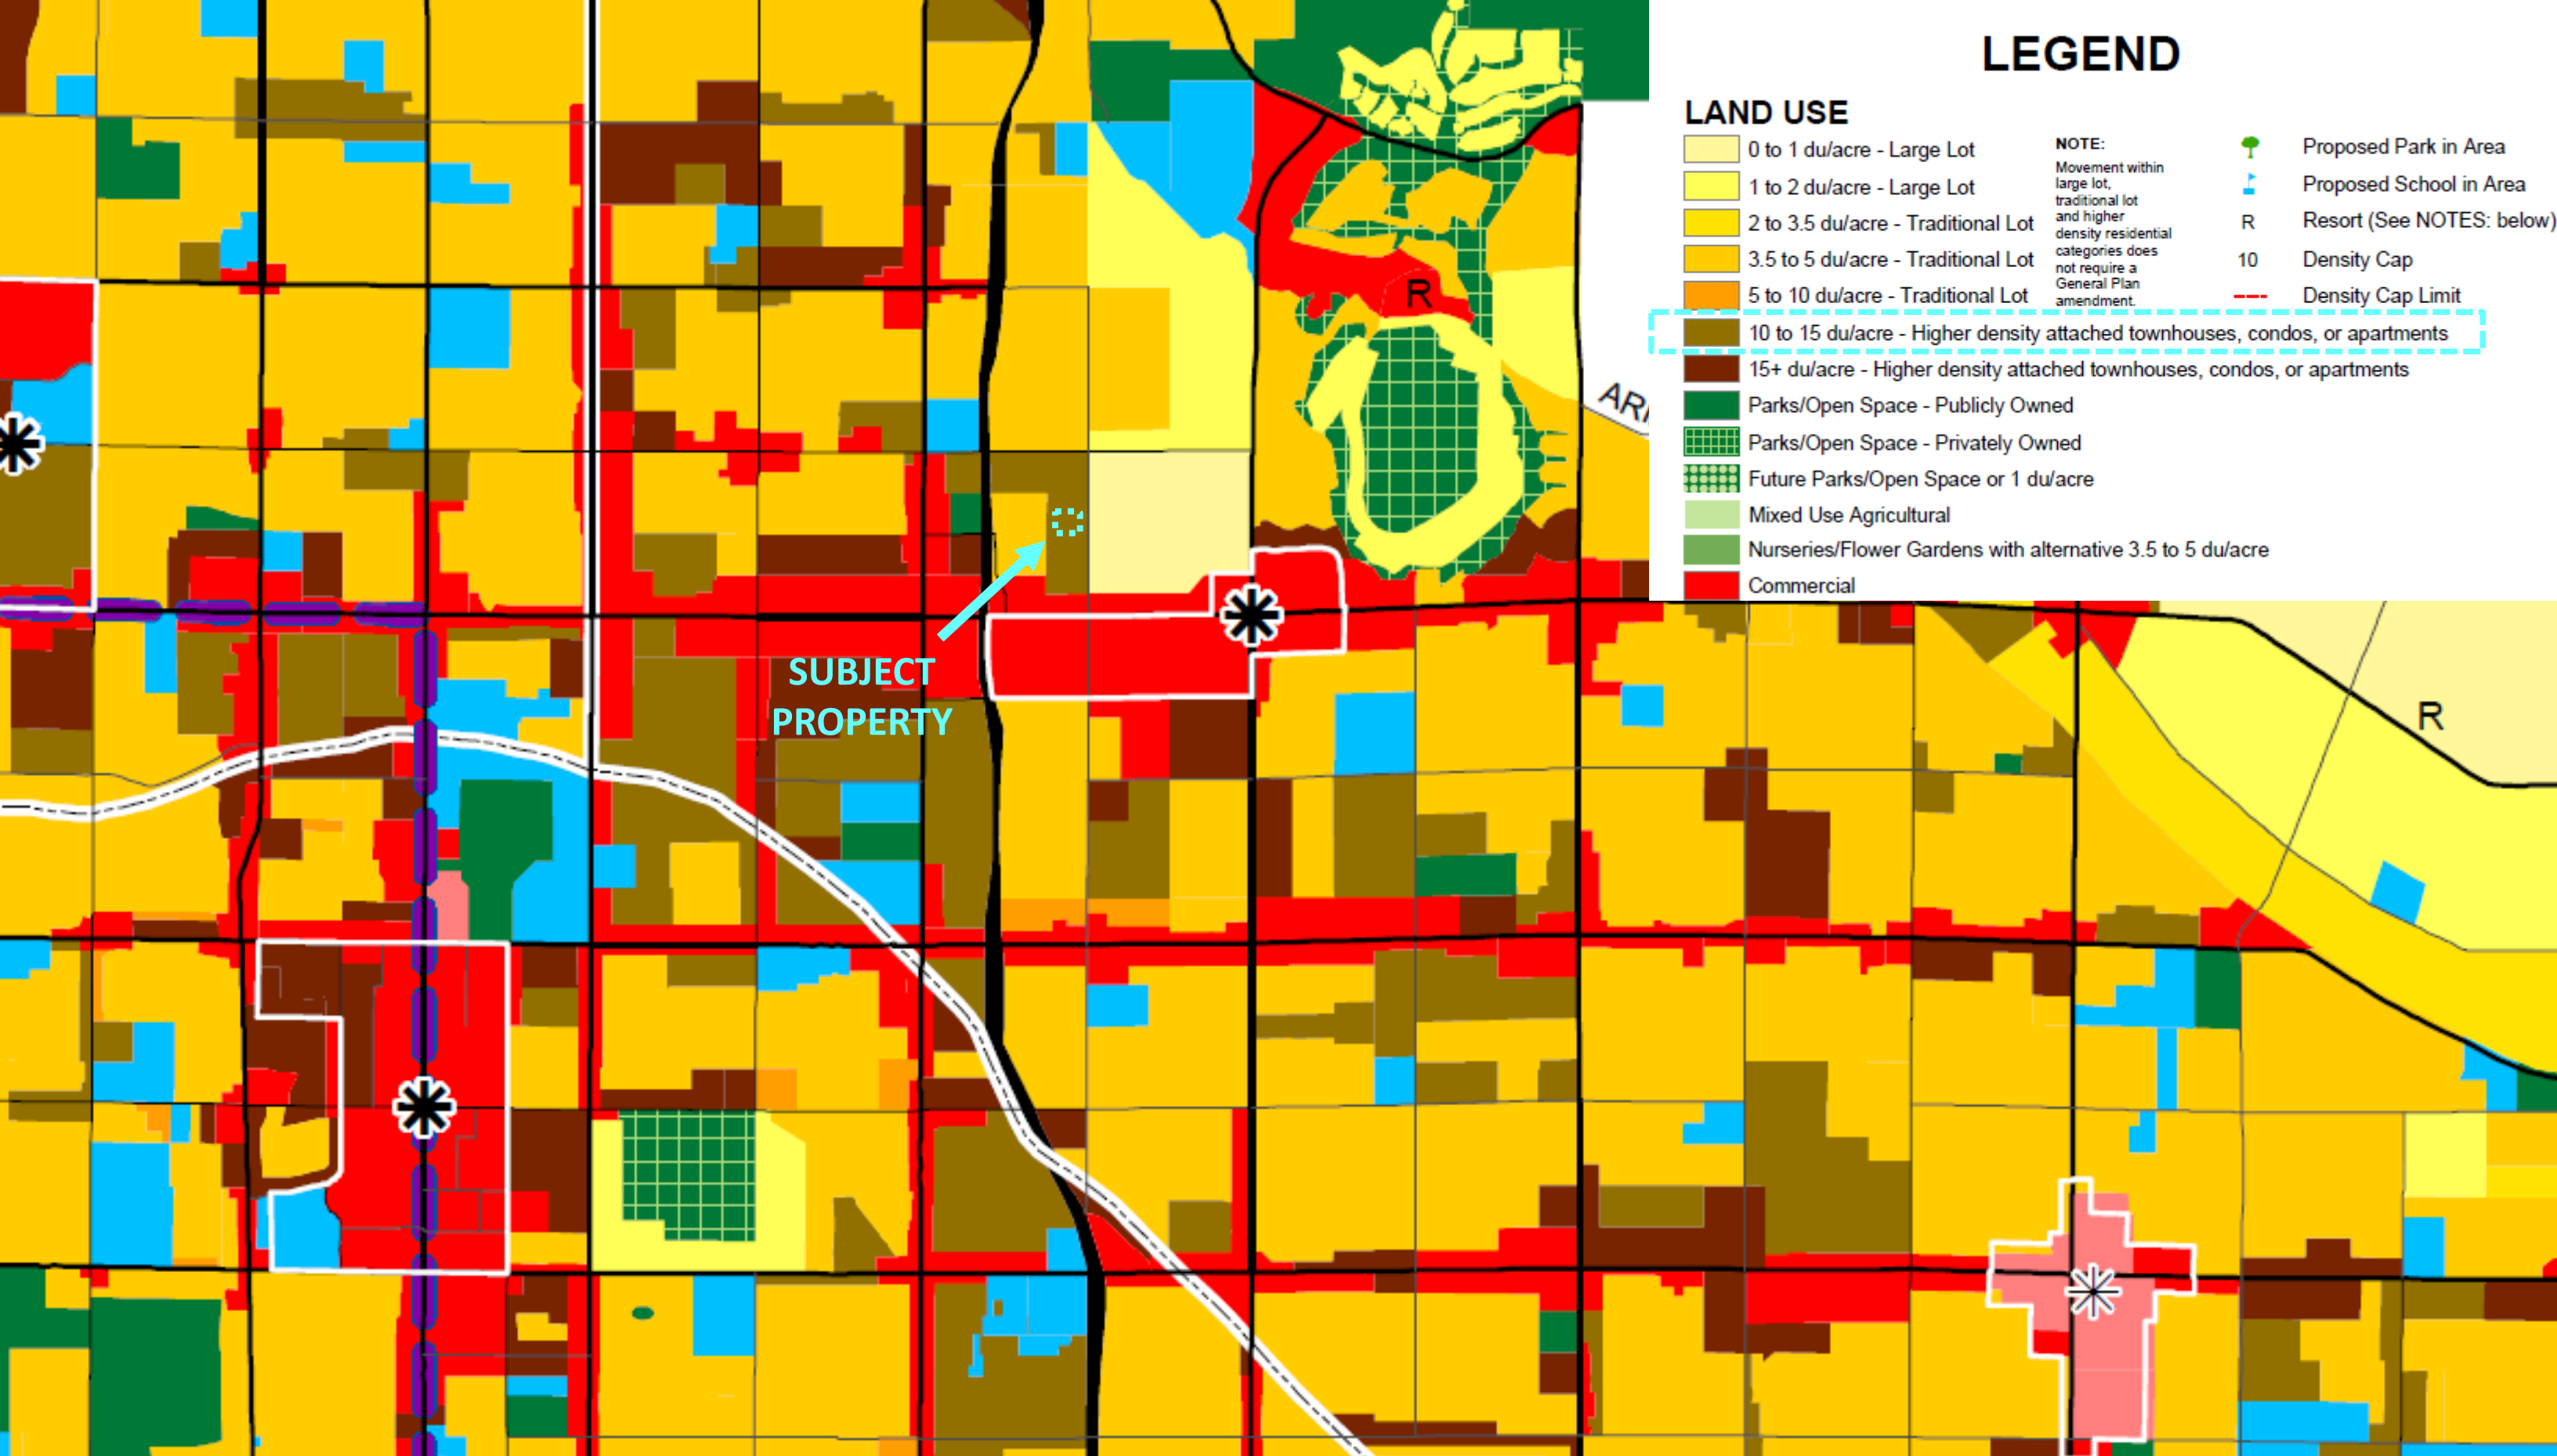 LEGEND
LAND USE
0 to 1 du/acre - Large Lot
1 to 2 du/acre - Large Lot
2 to 3.5 du/acre - Traditional Lot
3.5 to 5 du/acre - Traditional Lot
5 to 10 du/acre - Traditional Lot
10 to 15 du/acre - Higher density attached townhouses, condos, or apartments
15+ du/acre - Higher density attached townhouses, condos, or apartments
Parks/Open Space - Publicly Owned
Parks/Open Space - Privately Owned
Future Parks/Open Space or 1 du/acre
Mixed Use Agricultural
Nurseries/Flower Gardens with alternative 3.5 to 5 du/acre
Commercial
NOTE:
Movement within
large lot,
traditional lot
and higher
density residential
categories does
not require a
General Plan
amendment.
Proposed Park in Area
Proposed School in Area
R Resort (See NOTES: below)
10 Density Cap
Density Cap Limit
R
R
SUBJECT
PROPERTY